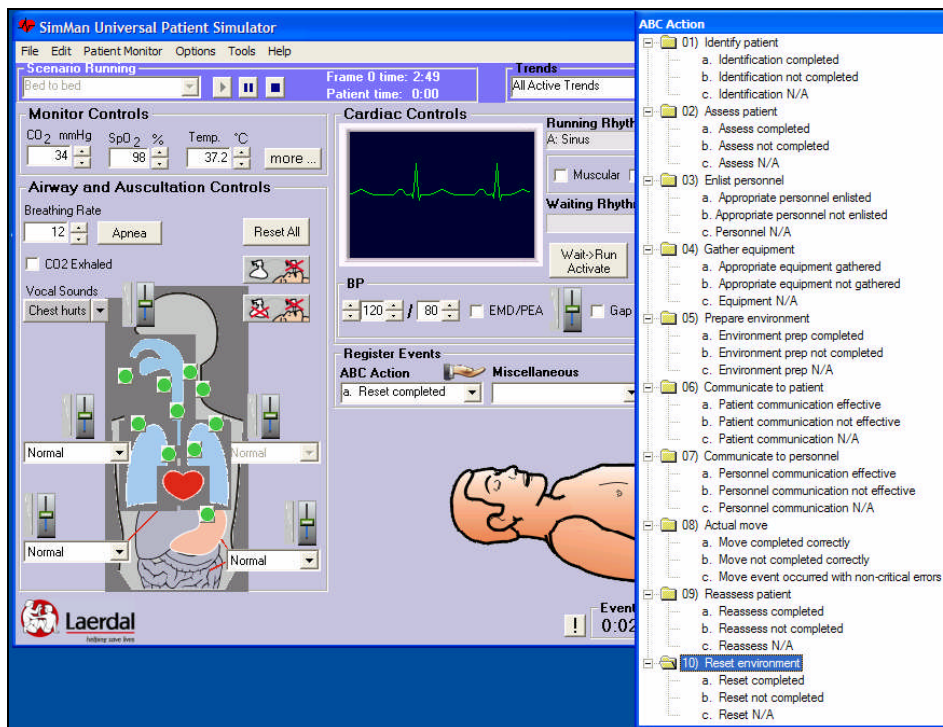 SimMan Universal Patient Simulator
File Edit Patient Monitor Options Tools Help
Scenario Running
Bed to bed
Frame 0 time: 2:49
Patient time: 0:00
Trends
All Active Trends
Monitor Controls
CO2 mmHg SpO2 % Temp. °C
34 98 37.2 more ...
Airway and Auscultation Controls
Breathing Rate
12 Apnea Reset All
CO2 Exhaled
Vocal Sounds
Chest hurts
Normal Normal
Normal Normal
Laerdal
helping save lives
Cardiac Controls
Running Rhyth
A: Sinus
Muscular
Waiting Rhythm
Wait->Run
Activate
BP
120 / 80 EMD/PEA Gap
Register Events
ABC Action Miscellaneous
a. Reset completed
! Event
0:02
ABC Action
01) Identify patient
a. Identification completed
b. Identification not completed
c. Identification N/A
02) Assess patient
a. Assess completed
b. Assess not completed
c. Assess N/A
03) Enlist personnel
a. Appropriate personnel enlisted
b. Appropriate personnel not enlisted
c. Personnel N/A
04) Gather equipment
a. Appropriate equipment gathered
b. Appropriate equipment not gathered
c. Equipment N/A
05) Prepare environment
a. Environment prep completed
b. Environment prep not completed
c. Environment prep N/A
06) Communicate to patient
a. Patient communication effective
b. Patient communication not effective
c. Patient communication N/A
07) Communicate to personnel
a. Personnel communication effective
b. Personnel communication not effective
c. Personnel communication N/A
08) Actual move
a. Move completed correctly
b. Move not completed correctly
c. Move event occurred with non-critical errors
09) Reassess patient
a. Reassess completed
b. Reassess not completed
c. Reassess N/A
10) Reset environment
a. Reset completed
b. Reset not completed
c. Reset N/A